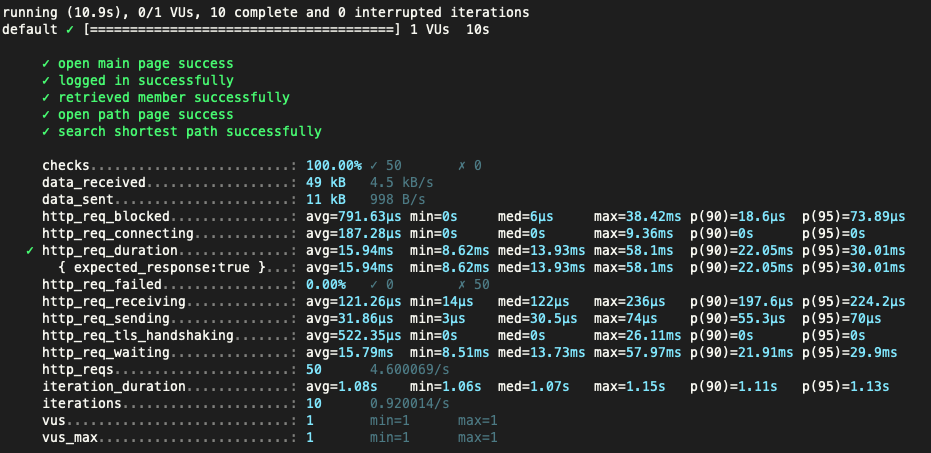 running (10.9s), 0/1 VUs, 10 complete and 0 interrupted iterations
default ✓ [======================================] 1 VUs  10s
✓ open main page success
✓ logged in successfully
✓ retrieved member successfully
✓ open path page success
✓ search shortest path successfully
checks.........................: 100.00% ✓ 50       ✗ 0
data_received..................: 49 kB   4.5 kB/s
data_sent......................: 11 kB   998 B/s
http_req_blocked...............: avg=791.63µs min=0s     med=6µs     max=38.42ms p(90)=18.6µs  p(95)=73.89µs
http_req_connecting............: avg=187.28µs min=0s     med=0s      max=9.36ms  p(90)=0s      p(95)=0s
✓ http_req_duration..............: avg=15.94ms  min=8.62ms med=13.93ms max=58.1ms  p(90)=22.05ms p(95)=30.01ms
{ expected_response:true }...: avg=15.94ms  min=8.62ms med=13.93ms max=58.1ms  p(90)=22.05ms p(95)=30.01ms
http_req_failed................: 0.00%   ✓ 0        ✗ 50
http_req_receiving.............: avg=121.26µs min=14µs   med=122µs   max=236µs   p(90)=197.6µs p(95)=224.2µs
http_req_sending...............: avg=31.86µs  min=3µs    med=30.5µs  max=74µs    p(90)=55.3µs  p(95)=70µs
http_req_tls_handshaking.......: avg=522.35µs min=0s     med=0s      max=26.11ms p(90)=0s      p(95)=0s
http_req_waiting...............: avg=15.79ms  min=8.51ms med=13.73ms max=57.97ms p(90)=21.91ms p(95)=29.9ms
http_reqs......................: 50      4.600069/s
iteration_duration.............: avg=1.08s    min=1.06s  med=1.07s   max=1.15s   p(90)=1.11s   p(95)=1.13s
iterations.....................: 10      0.920014/s
vus............................: 1       min=1      max=1
vus_max........................: 1       min=1      max=1